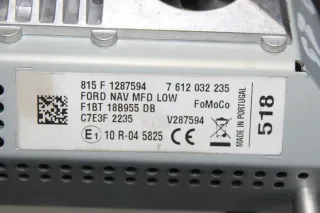 815 F 1287594 7 612 032 235
FORD NAV MFD LOW
F1BT 18B955 DB FoMoCo
C7E3F 2235 V287594
E1 10 R-04 5825 CE
MADE IN PORTUGAL
518